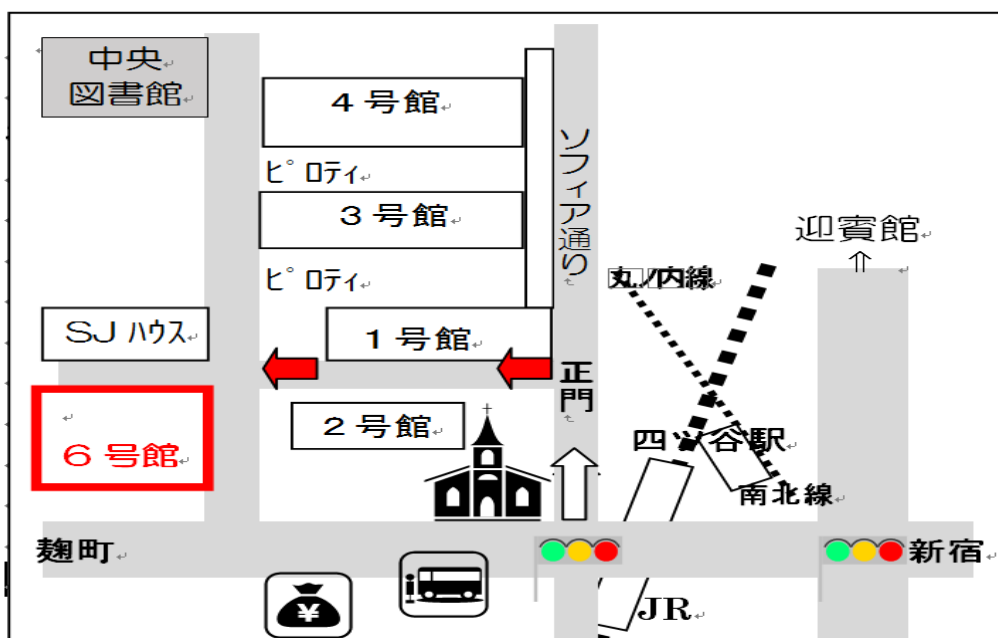 中央
図書館
4号館
ピロティ
3号館
ピロティ
ソフィア通り
迎賓館
丸ノ内線
SJハウス
1号館
正門
2号館
四ツ谷駅
6号館
南北線
麹町
新宿
¥
JR